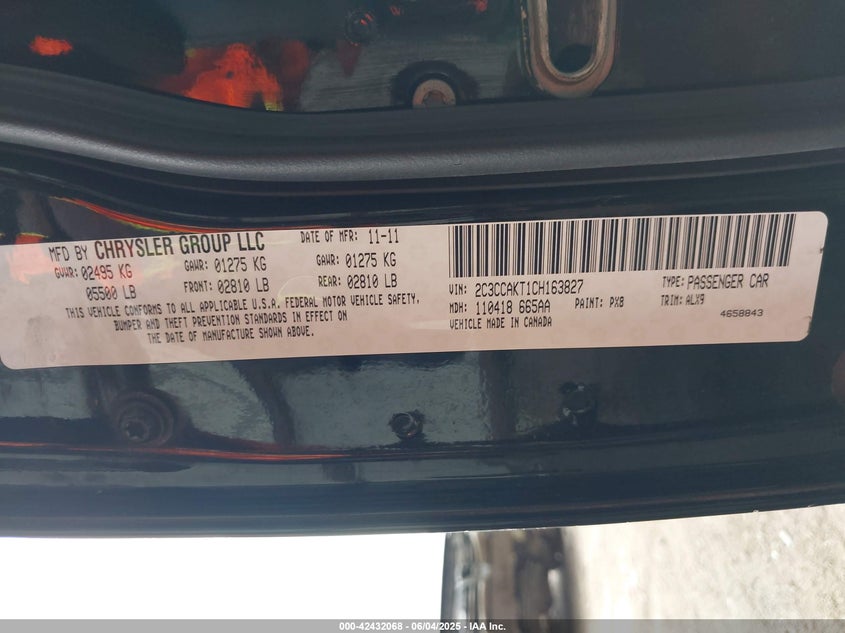 MFD BY CHRYSLER GROUP LLC DATE OF MFR: 11-11
GVWR: 02495 KG GAWR: 01275 KG GAWR: 01275 KG
05500 LB FRONT: 02810 LB REAR: 02810 LB
THIS VEHICLE CONFORMS TO ALL APPLICABLE U.S.A. FEDERAL MOTOR VEHICLE SAFETY,
BUMPER AND THEFT PREVENTION STANDARDS IN EFFECT ON
THE DATE OF MANUFACTURE SHOWN ABOVE.
VIN: 2C3CCAKT1CH163827 TYPE: PASSENGER CAR
MDH: 110418 665AA PAINT: PX8 TRIM: ALX9
VEHICLE MADE IN CANADA 4658843
000-42432068 | 06/04/2025 | IAA Inc.